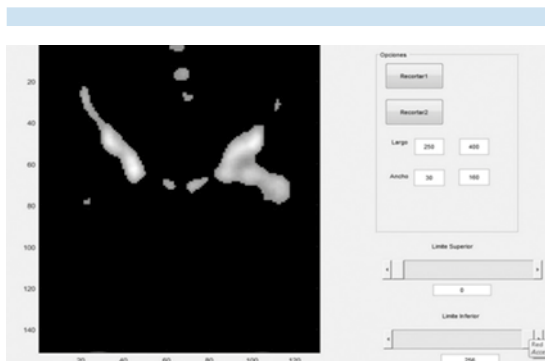 Opciones
Recortar1
Recortar2
Largo 250 400
Ancho 30 160
Limite Superior
0
Limite Inferior
256
Red
20
40
60
80
100
120
140
20 40 60 80 100 120